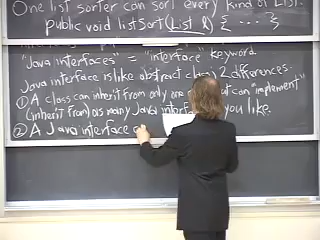 One list sorter can sort every kind of List.
public void listSort(List l) { ... }
"Java interfaces" = "interface" keyword
Java interface is like abstract class; 2 differences.
① A class can inherit from only one class, but can "implement"
(inherit from) as many Java interfaces you like.
② A Java interface